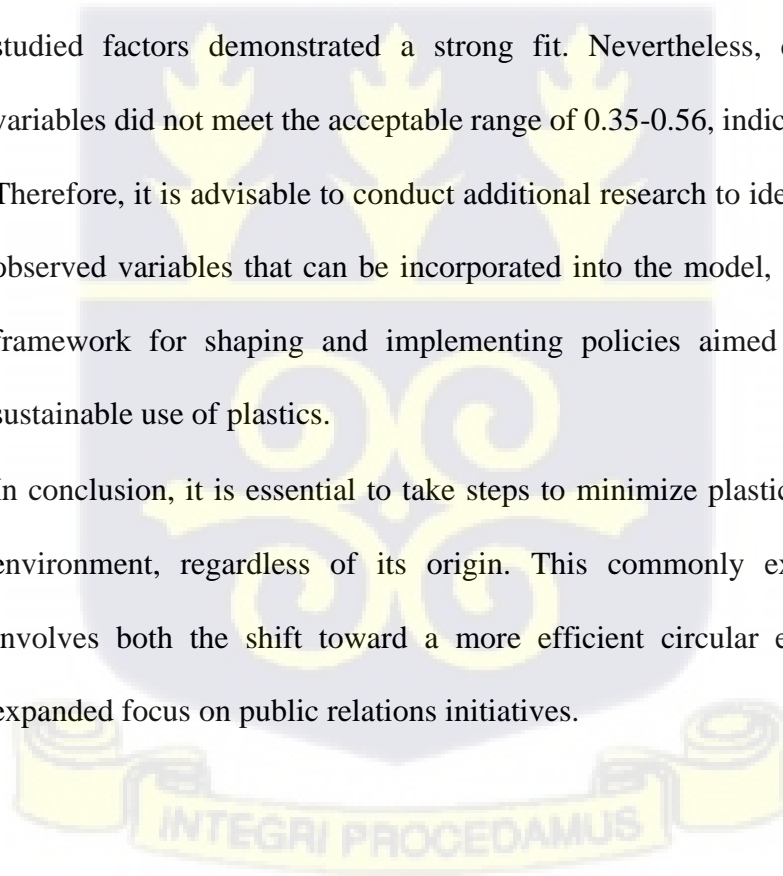 studied factors demonstrated a strong fit. Nevertheless,
variables did not meet the acceptable range of 0.35-0.56,
Therefore, it is advisable to conduct additional research to
observed variables that can be incorporated into the model,
framework for shaping and implementing policies aimed
sustainable use of plastics.
In conclusion, it is essential to take steps to minimize
environment, regardless of its origin. This commonly
involves both the shift toward a more efficient circular
expanded focus on public relations initiatives.
INTEGRI PROCEDAMUS